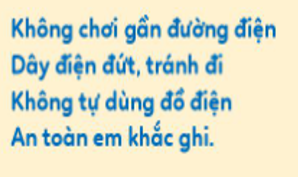 Không chơi gần đường điện
Dây điện đứt, tránh đi
Không tự dùng đồ điện
An toàn em khắc ghi.